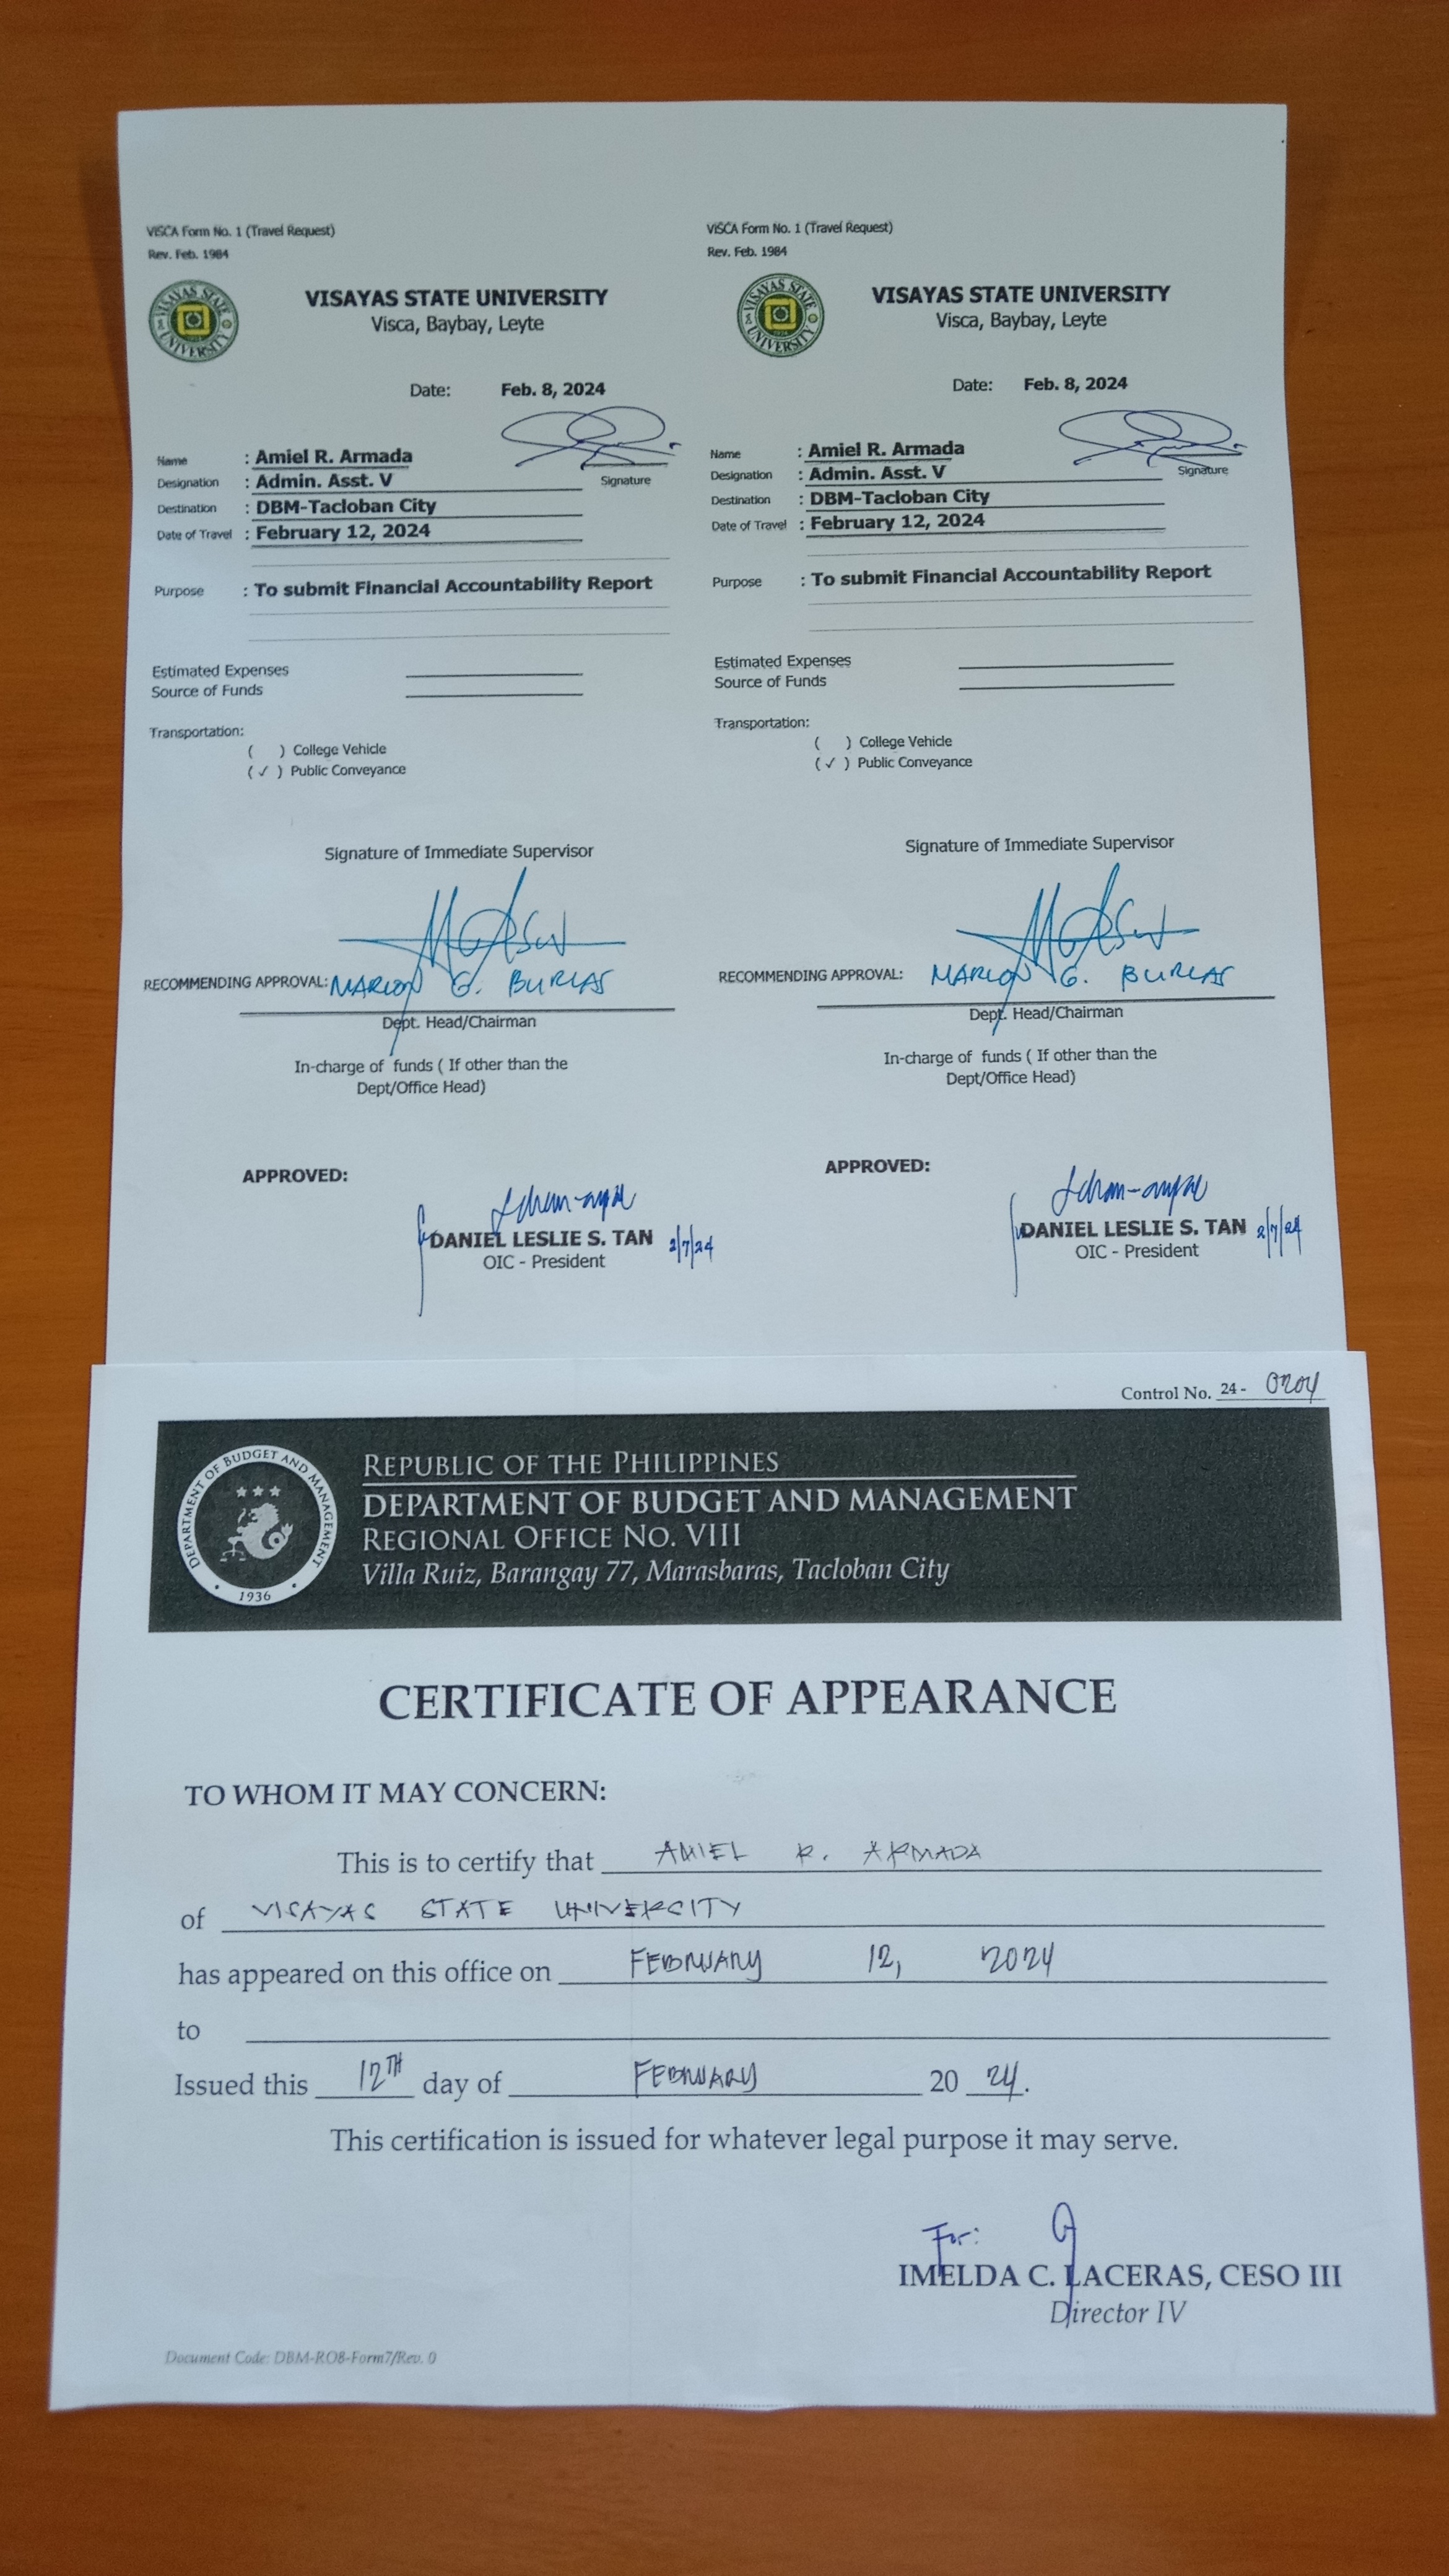 ViSCA Form No. 1 (Travel Request)
Rev. Feb. 1984
VISAYAS STATE UNIVERSITY
VISAYAS STATE UNIVERSITY
Visca, Baybay, Leyte
Date: Feb. 8, 2024
Name : Amiel R. Armada
Signature
Designation : Admin. Asst. V
Destination : DBM-Tacloban City
Date of Travel : February 12, 2024
Purpose : To submit Financial Accountability Report
Estimated Expenses
Source of Funds
Transportation:
( ) College Vehicle
( ✓ ) Public Conveyance
Signature of Immediate Supervisor
RECOMMENDING APPROVAL: MARLON G. BURLAS
Dept. Head/Chairman
In-charge of funds ( If other than the
Dept/Office Head)
APPROVED:
DANIEL LESLIE S. TAN 2/7/24
OIC - President
ViSCA Form No. 1 (Travel Request)
Rev. Feb. 1984
VISAYAS STATE UNIVERSITY
VISAYAS STATE UNIVERSITY
Visca, Baybay, Leyte
Date: Feb. 8, 2024
Name : Amiel R. Armada
Signature
Designation : Admin. Asst. V
Destination : DBM-Tacloban City
Date of Travel : February 12, 2024
Purpose : To submit Financial Accountability Report
Estimated Expenses
Source of Funds
Transportation:
( ) College Vehicle
( ✓ ) Public Conveyance
Signature of Immediate Supervisor
RECOMMENDING APPROVAL: MARLON G. BURLAS
Dept. Head/Chairman
In-charge of funds ( If other than the
Dept/Office Head)
APPROVED:
DANIEL LESLIE S. TAN 2/7/24
OIC - President
Control No. 24 - 0204
DEPARTMENT OF BUDGET AND MANAGEMENT
1936
REPUBLIC OF THE PHILIPPINES
DEPARTMENT OF BUDGET AND MANAGEMENT
REGIONAL OFFICE NO. VIII
Villa Ruiz, Barangay 77, Marasbaras, Tacloban City
CERTIFICATE OF APPEARANCE
TO WHOM IT MAY CONCERN:
This is to certify that AMIEL R. ARMADA
of VISAYAS STATE UNIVERSITY
has appeared on this office on FEBRUARY 12, 2024
to
Issued this 12TH day of FEBRUARY 20 24.
This certification is issued for whatever legal purpose it may serve.
For:
IMELDA C. LACERAS, CESO III
Director IV
Document Code: DBM-RO8-Form7/Rev. 0